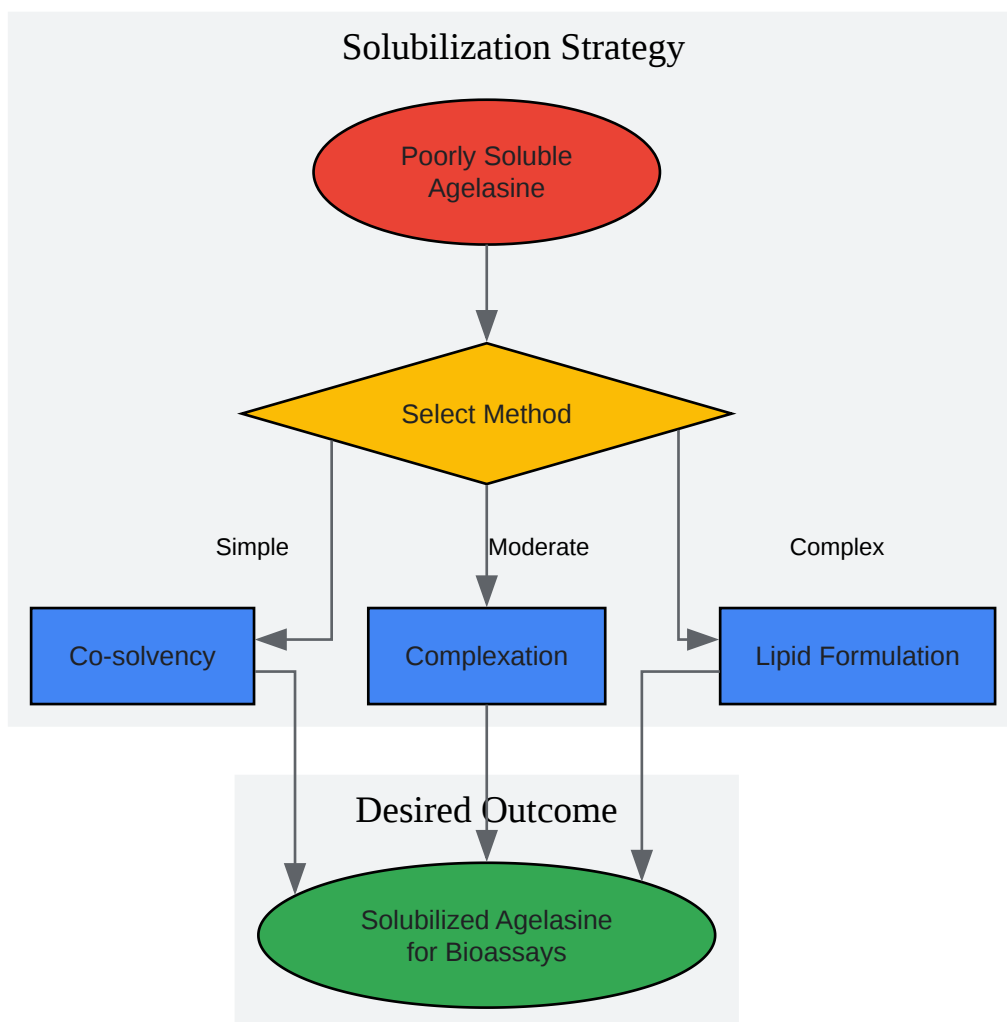 Solubilization Strategy
Poorly Soluble
Agelasine
Select Method
Simple
Moderate
Complex
Co-solvency
Complexation
Lipid Formulation
Desired Outcome
Solubilized Agelasine
for Bioassays